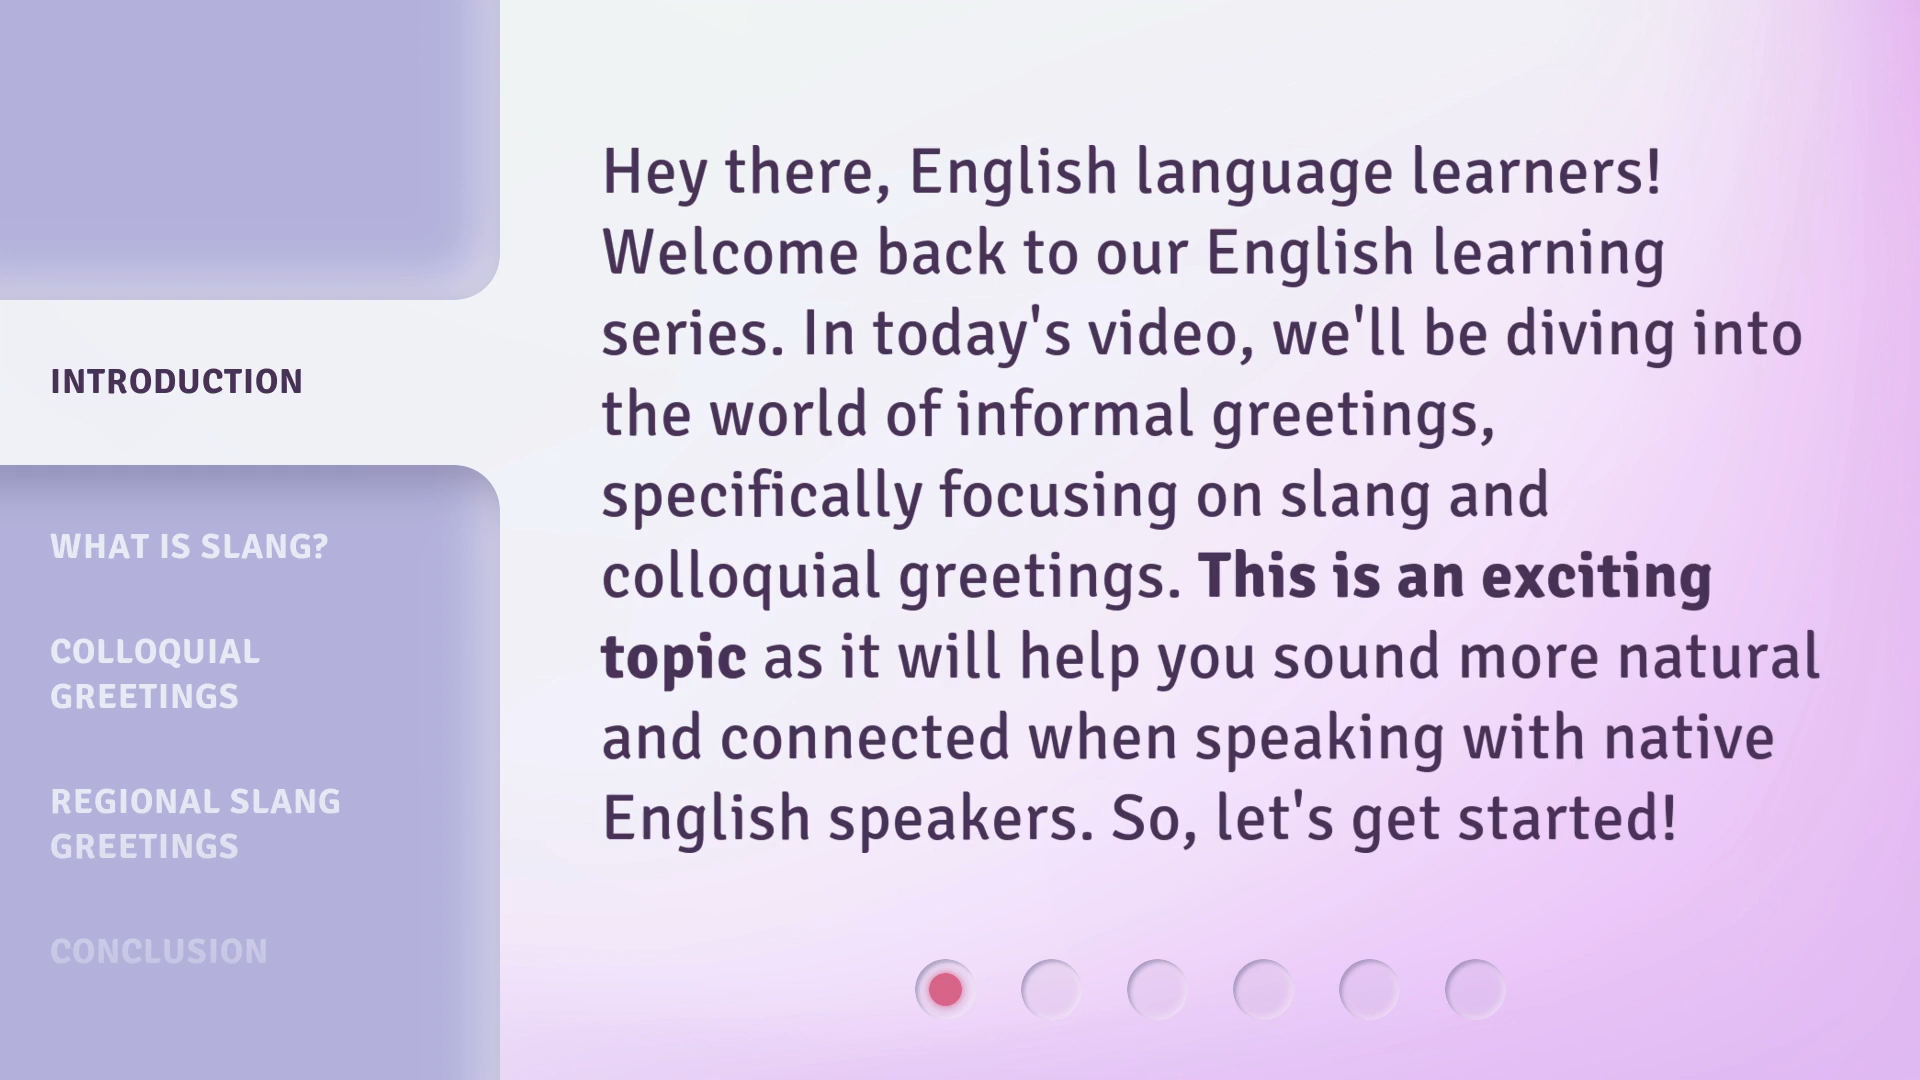 INTRODUCTION
WHAT IS SLANG?
COLLOQUIAL
GREETINGS
REGIONAL SLANG
GREETINGS
CONCLUSION
Hey there, English language learners!
Welcome back to our English learning
series. In today's video, we'll be diving into
the world of informal greetings,
specifically focusing on slang and
colloquial greetings. This is an exciting
topic as it will help you sound more natural
and connected when speaking with native
English speakers. So, let's get started!